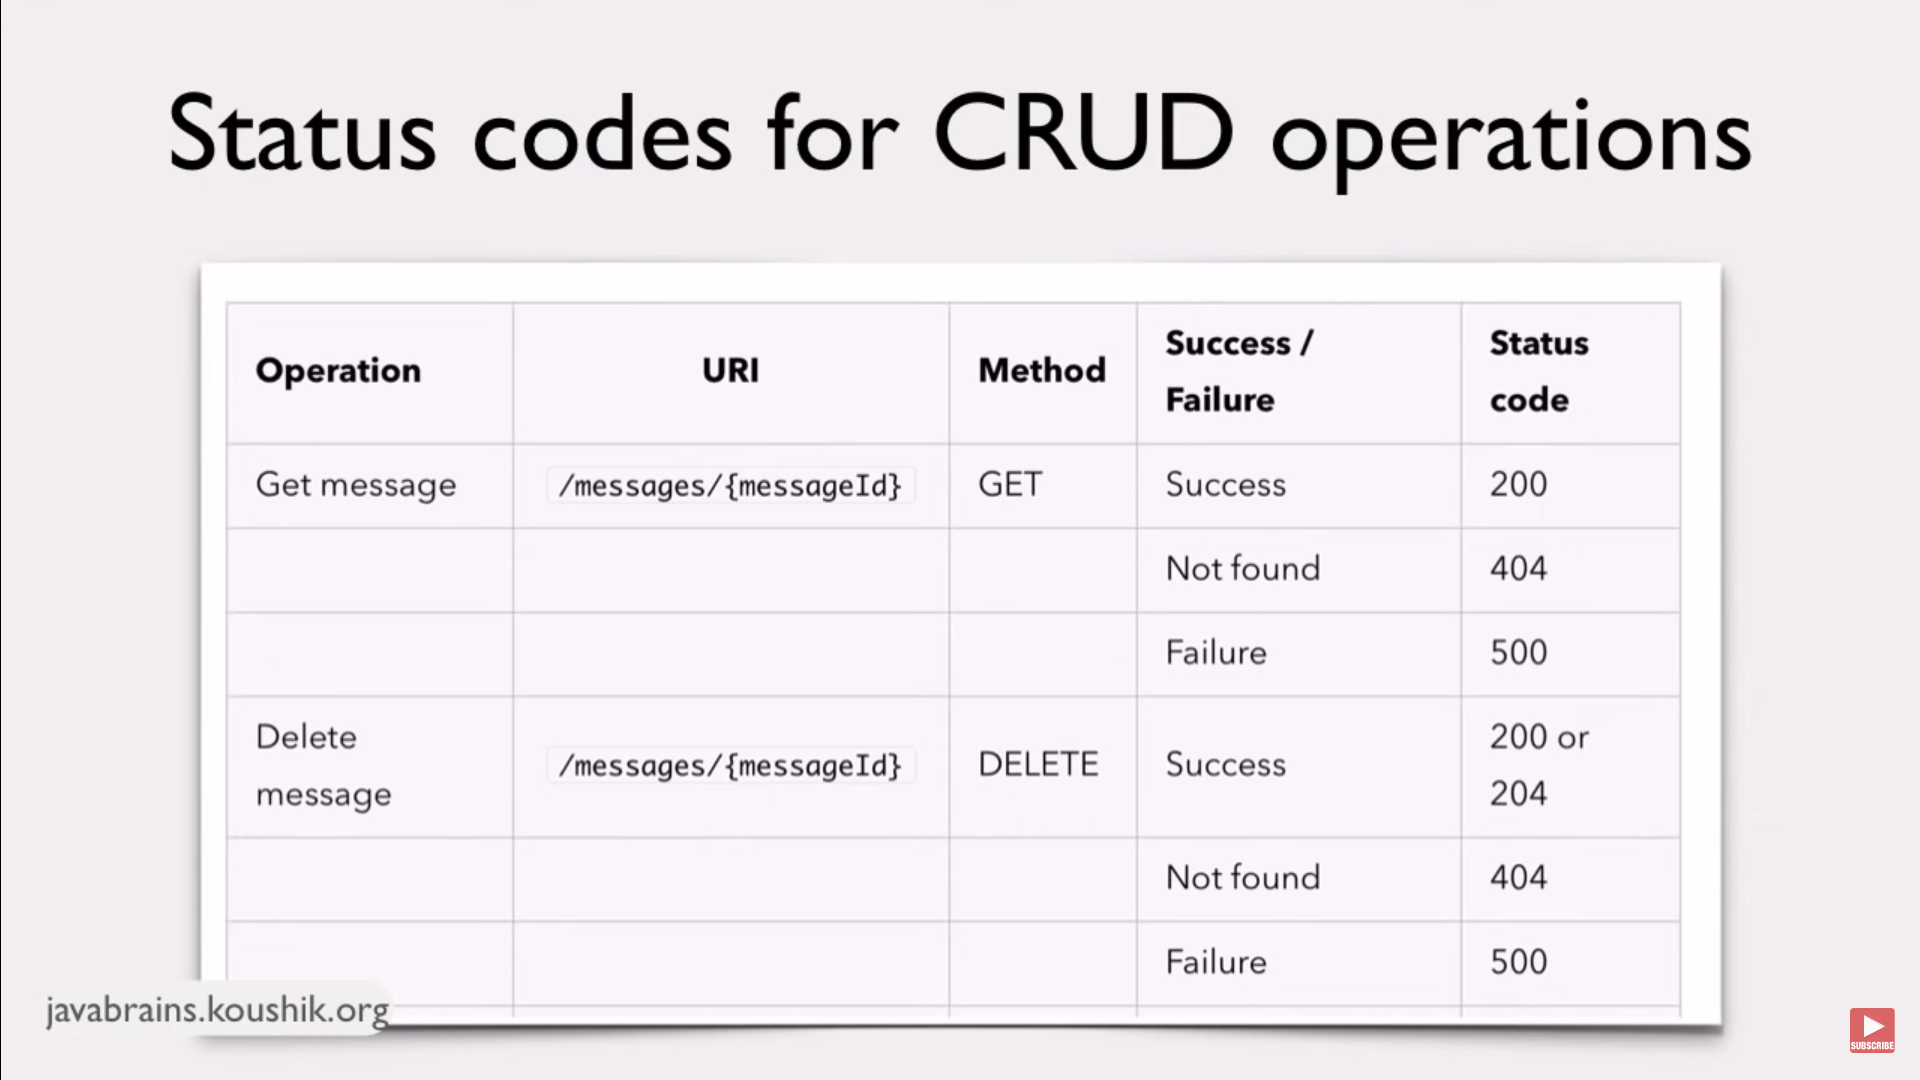 Status codes for CRUD operations
Operation URI Method Success / Failure Status code
Get message /messages/{messageId} GET Success 200
Not found 404
Failure 500
Delete message /messages/{messageId} DELETE Success 200 or 204
Not found 404
Failure 500
javabrains.koushik.org
SUBSCRIBE